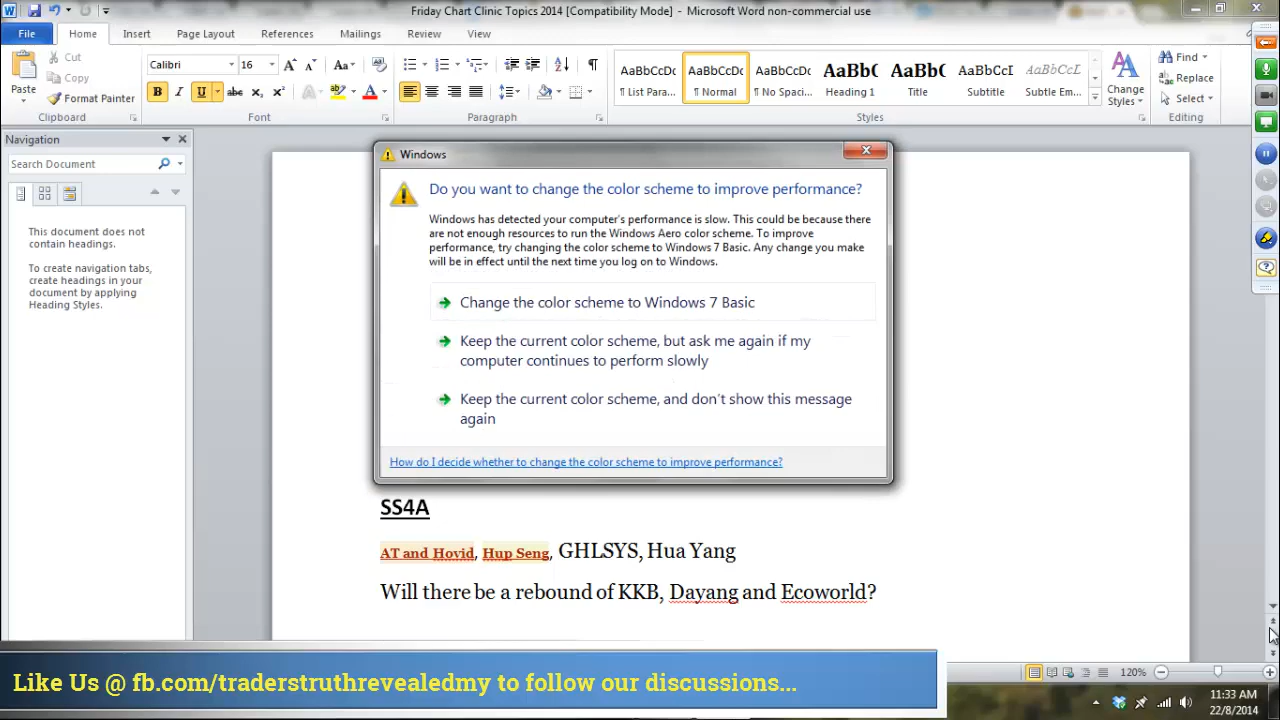 Friday Chart Clinic Topics 2014 [Compatibility Mode] - Microsoft Word non-commercial use
File Home Insert Page Layout References Mailings Review View
Paste
Cut
Copy
Format Painter
Clipboard
Calibri 16
Font
Paragraph
AaBbCcDc AaBbCcDc AaBbCcDc AaBb( AaBb( AaBbCcI AaBbCcL
¶ List Para... ¶ Normal ¶ No Spaci... Heading 1 Title Subtitle Subtle Em...
Change Styles
Styles
Find
Replace
Select
Editing
Navigation
Search Document
This document does not
contain headings.
To create navigation tabs,
create headings in your
document by applying
Heading Styles.
Windows
Do you want to change the color scheme to improve performance?
Windows has detected your computer's performance is slow. This could be because there
are not enough resources to run the Windows Aero color scheme. To improve
performance, try changing the color scheme to Windows 7 Basic. Any change you make
will be in effect until the next time you log on to Windows.
Change the color scheme to Windows 7 Basic
Keep the current color scheme, but ask me again if my
computer continues to perform slowly
Keep the current color scheme, and don't show this message
again
How do I decide whether to change the color scheme to improve performance?
SS4A
AT and Hovid, Hup Seng, GHLSYS, Hua Yang
Will there be a rebound of KKB, Dayang and Ecoworld?
Like Us @ fb.com/traderstruthrevealedmy to follow our discussions...
120%
11:33 AM
22/8/2014